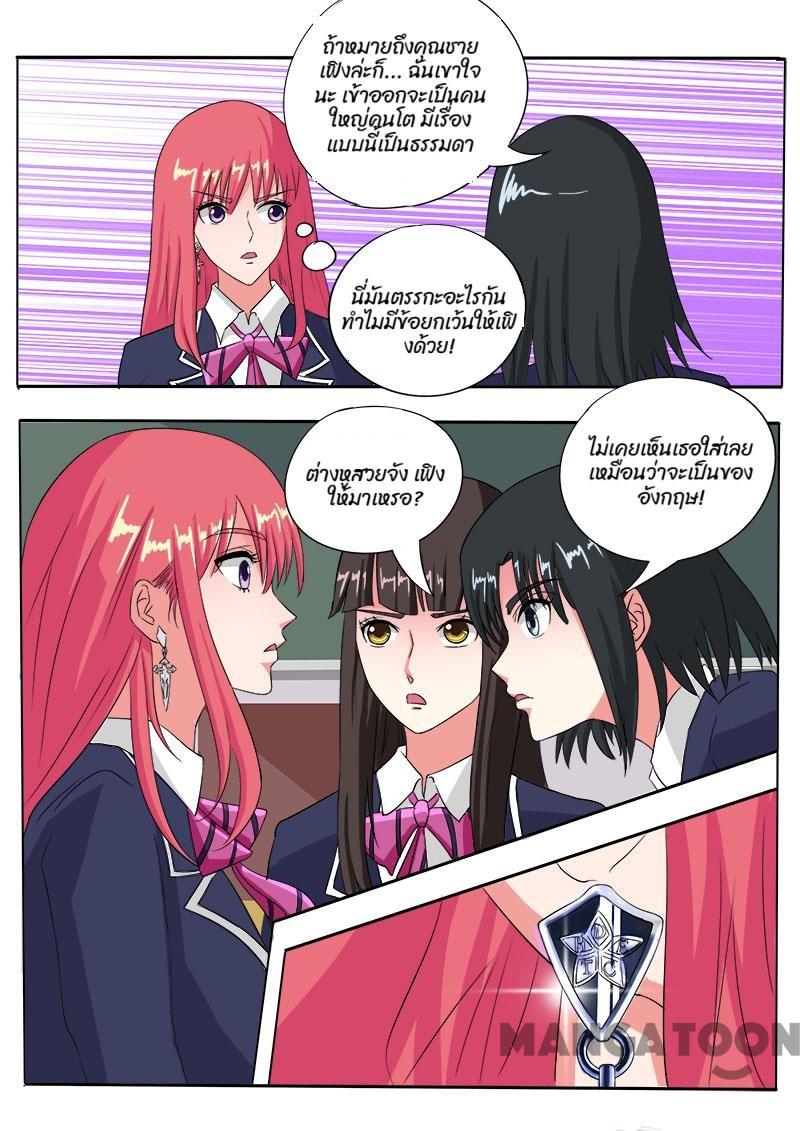 ถ้าหมายถึงคุณชาย
เฟิงล่ะก็... ฉันเขาใจ
นะ เข้าออกจะเป็นคน
ใหญ่คนโต มีเรื่อง
แบบนี้เป็นธรรมดา
นี่มันตรรกะอะไรกัน
ทำไมมีข้อยกเว้นให้เฟิ
งด้วย!
ต่างหูสวยจัง เฟิง
ให้มาเหรอ?
ไม่เคยเห็นเธอใส่เลย
เหมือนว่าจะเป็นของ
อังกฤษ!
MANGATOON